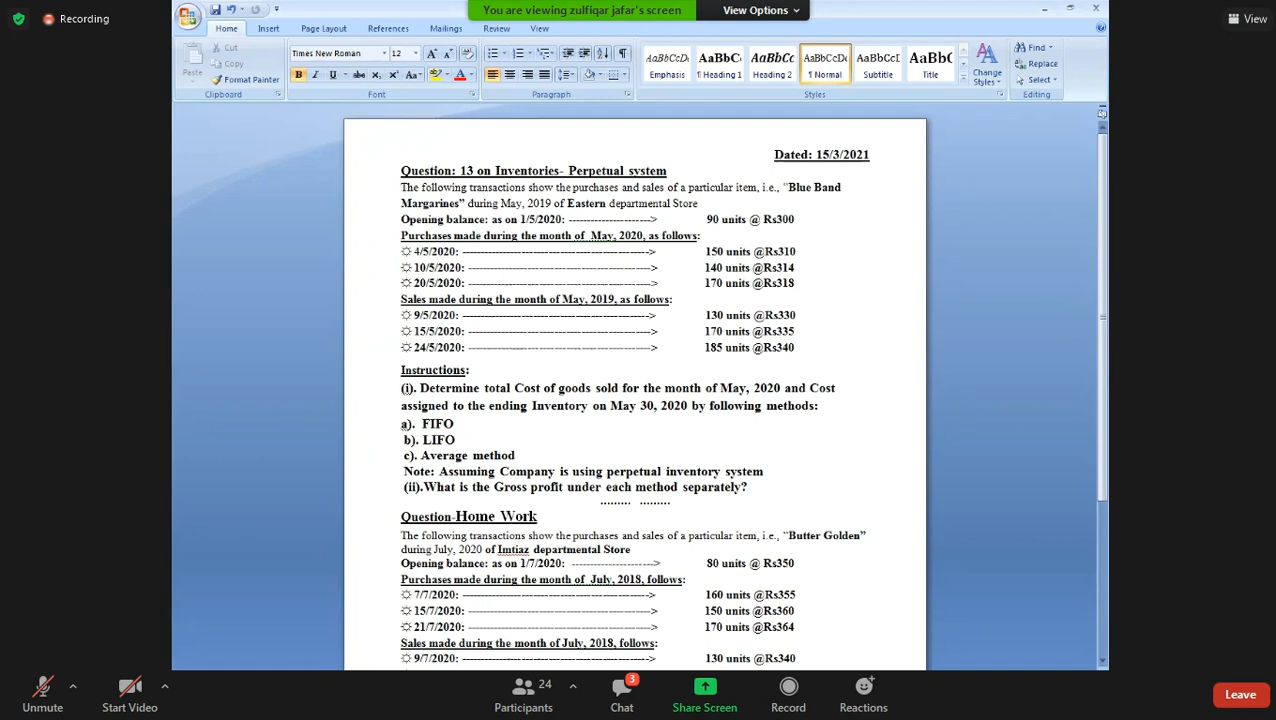 Recording
You are viewing zulfiqar jafar's screen
View Options
View
Home
Insert
Page Layout
References
Mailings
Review
View
Paste
Cut
Copy
Format Painter
Clipboard
Times New Roman
12
Font
Paragraph
AaBbCcDc
Emphasis
AaBbC
¶ Heading 1
AaBbCc
Heading 2
AaBbCcDc
¶ Normal
AaBbCcD
Subtitle
AaBbC
Title
Change
Styles
Styles
Find
Replace
Select
Editing
Dated: 15/3/2021
Question: 13 on Inventories- Perpetual system
The following transactions show the purchases and sales of a particular item, i.e., "Blue Band
Margarines" during May, 2019 of Eastern departmental Store
Opening balance: as on 1/5/2020: ---------------------> 90 units @ Rs300
Purchases made during the month of May, 2020, as follows:
☼ 4/5/2020: ------------------------------------------------> 150 units @Rs310
☼ 10/5/2020: ----------------------------------------------> 140 units @Rs314
☼ 20/5/2020: ----------------------------------------------> 170 units @Rs318
Sales made during the month of May, 2019, as follows:
☼ 9/5/2020: ------------------------------------------------> 130 units @Rs330
☼ 15/5/2020: ----------------------------------------------> 170 units @Rs335
☼ 24/5/2020: ----------------------------------------------> 185 units @Rs340
Instructions:
(i). Determine total Cost of goods sold for the month of May, 2020 and Cost
assigned to the ending Inventory on May 30, 2020 by following methods:
a). FIFO
b). LIFO
c). Average method
Note: Assuming Company is using perpetual inventory system
(ii).What is the Gross profit under each method separately?
......... .........
Question-Home Work
The following transactions show the purchases and sales of a particular item, i.e., "Butter Golden"
during July, 2020 of Imtiaz departmental Store
Opening balance: as on 1/7/2020: ---------------------> 80 units @ Rs350
Purchases made during the month of July, 2018, follows:
☼ 7/7/2020: ------------------------------------------------> 160 units @Rs355
☼ 15/7/2020: ----------------------------------------------> 150 units @Rs360
☼ 21/7/2020: ----------------------------------------------> 170 units @Rs364
Sales made during the month of July, 2018, follows:
☼ 9/7/2020: ------------------------------------------------> 130 units @Rs340
Unmute
Start Video
24
Participants
3
Chat
Share Screen
Record
Reactions
Leave